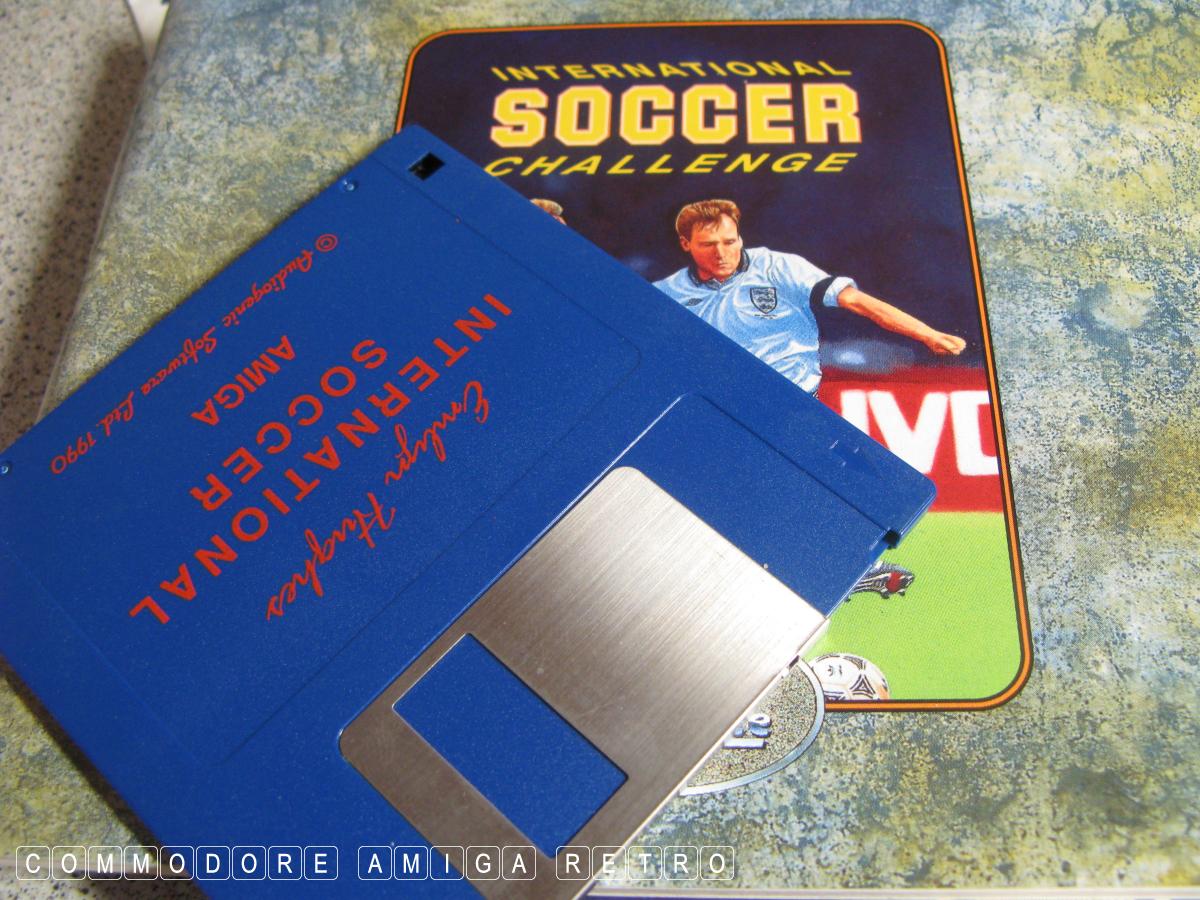 INTERNATIONAL
SOCCER
CHALLENGE
Emlyn Hughes
INTERNATIONAL
SOCCER
AMIGA
© Audiogenic Software Ltd. 1990
COMMODORE AMIGA RETRO